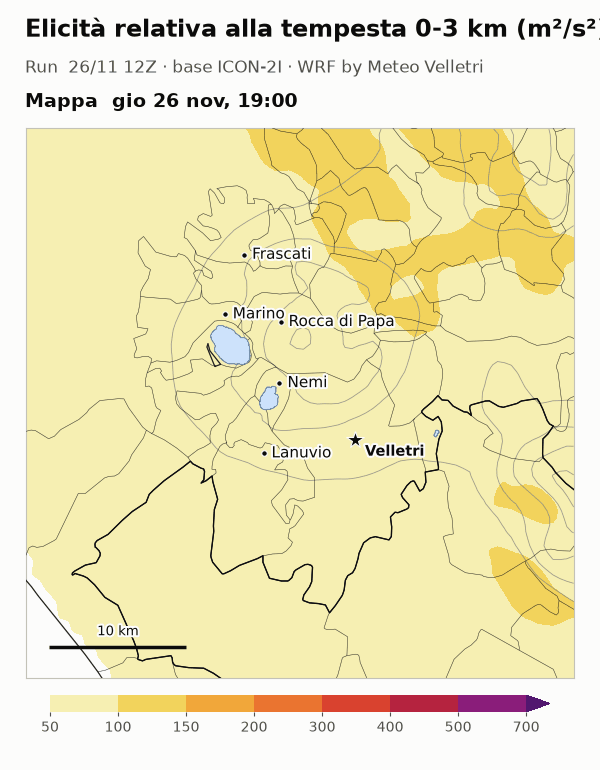 Elicità relativa alla tempesta 0-3 km (m²/s²)
Run 26/11 12Z · base ICON-2I · WRF by Meteo Velletri
Mappa gio 26 nov, 19:00
Frascati
Marino
Rocca di Papa
Nemi
Velletri
Lanuvio
10 km
50 100 150 200 300 400 500 700